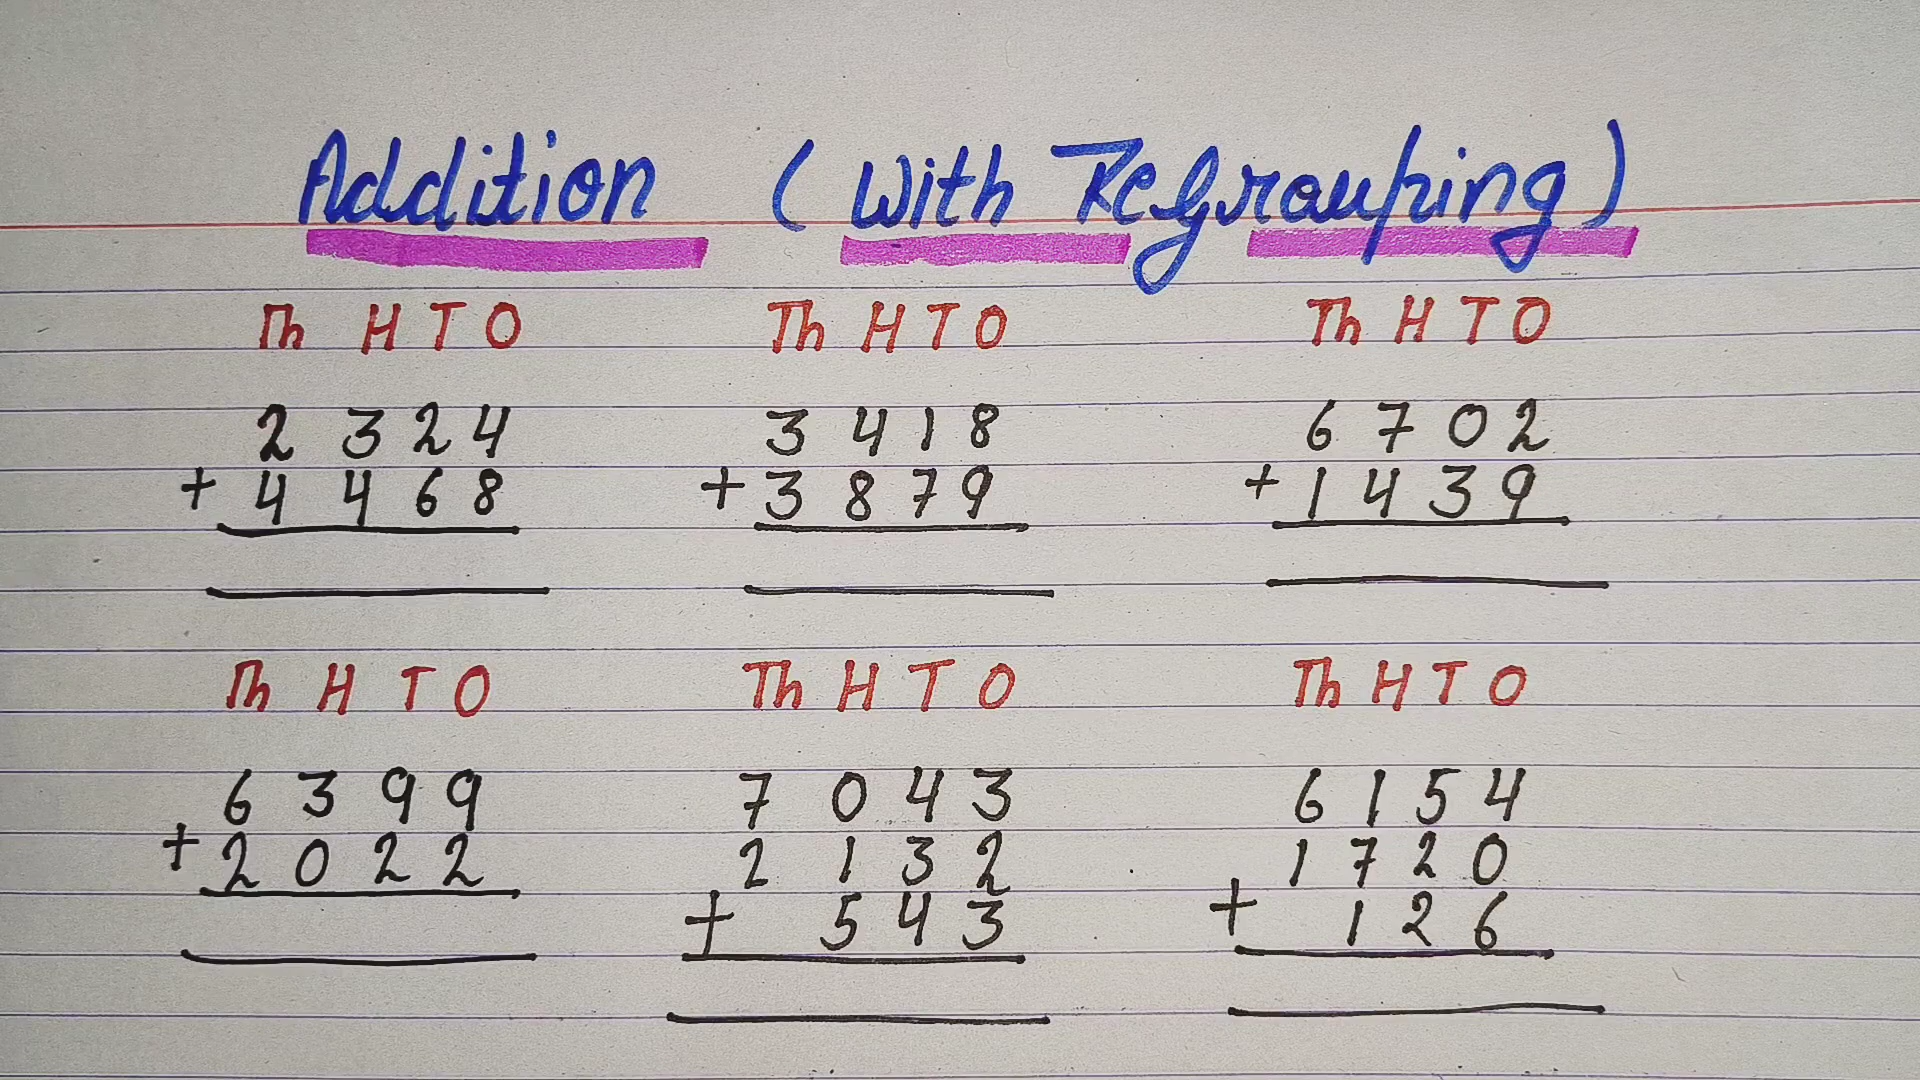 Addition (With Regrouping)
Th H T O Th H T O Th H T O
2 3 2 4 3 4 1 8 6 7 0 2
+ 4 4 6 8 + 3 8 7 9 + 1 4 3 9
Th H T O Th H T O Th H T O
6 3 9 9 7 0 4 3 6 1 5 4
+ 2 0 2 2 2 1 3 2 1 7 2 0
+ 5 4 3 + 1 2 6